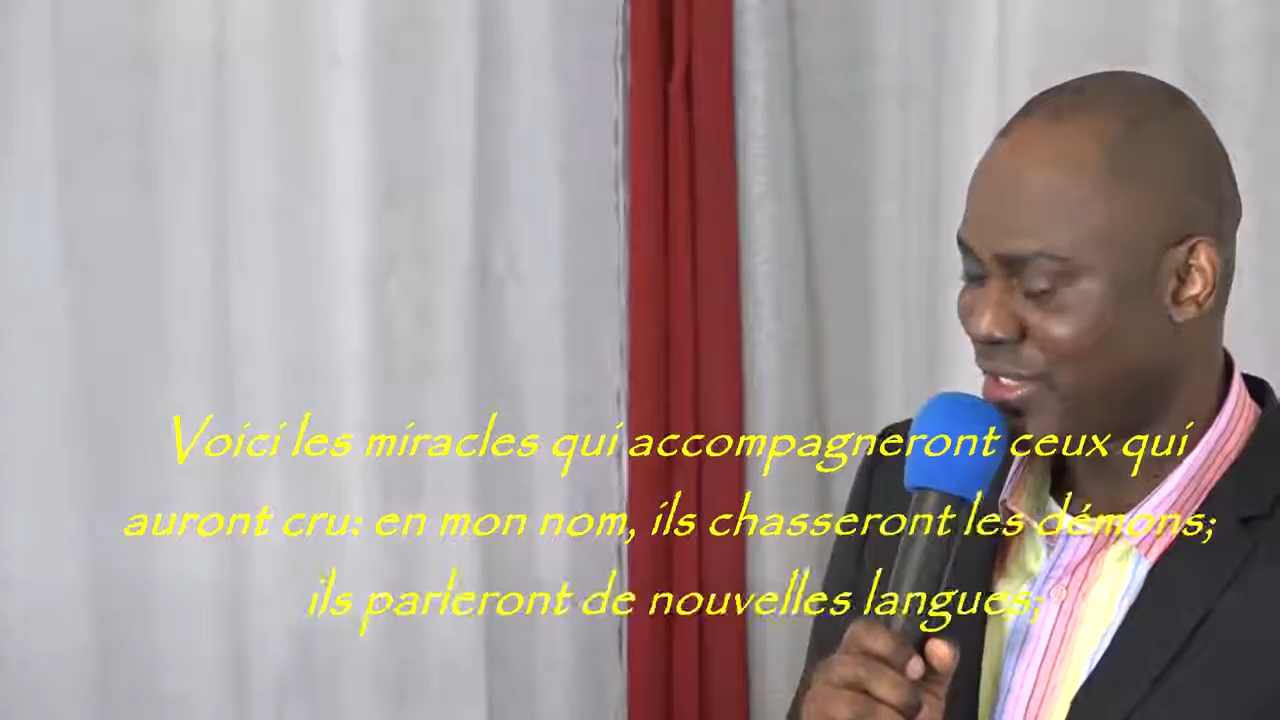 Voici les miracles qui accompagneront ceux qui
auront cru: en mon nom, ils chasseront les démons;
ils parleront de nouvelles langues;